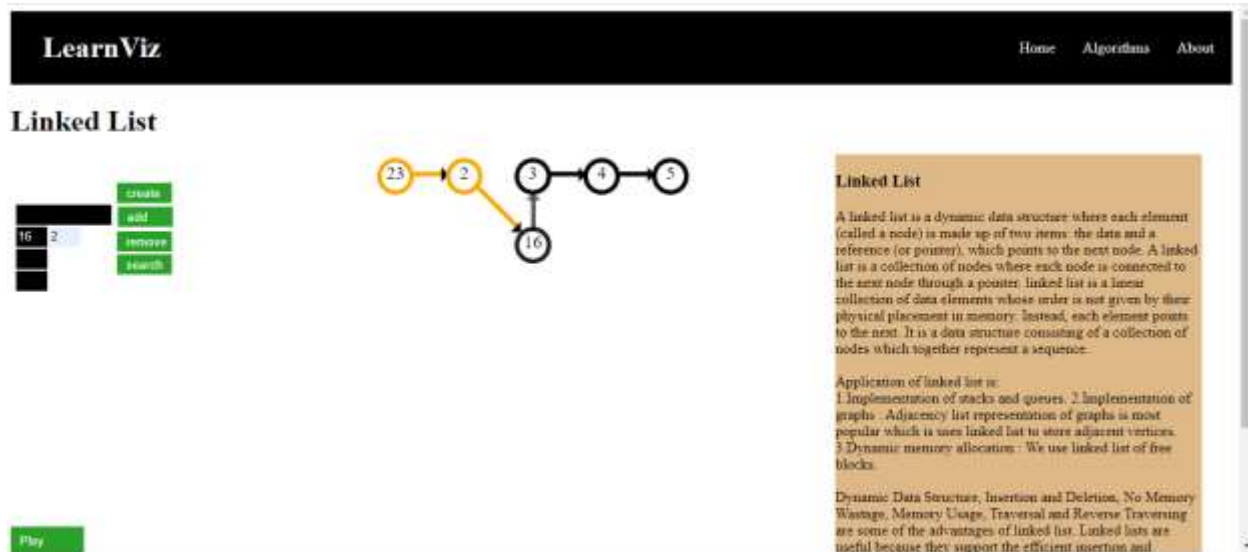 LearnViz
Home Algorithms About
Linked List
create
add
16 2 remove
search
23 2 3 4 5
16
Linked List
A linked list is a dynamic data structure where each element
(called a node) is made up of two items: the data and a
reference (or pointer), which points to the next node. A linked
list is a collection of nodes where each node is connected to
the next node through a pointer. linked list is a linear
collection of data elements whose order is not given by their
physical placement in memory. Instead, each element points
to the next. It is a data structure consisting of a collection of
nodes which together represent a sequence.
Application of linked list is:
1.Implementation of stacks and queues. 2.Implementation of
graphs : Adjacency list representation of graphs is most
popular which is uses linked list to store adjacent vertices.
3.Dynamic memory allocation : We use linked list of free
blocks.
Dynamic Data Structure, Insertion and Deletion, No Memory
Wastage, Memory Usage, Traversal and Reverse Traversing
are some of the advantages of linked list. Linked lists are
useful because they support the efficient insertion and
Play